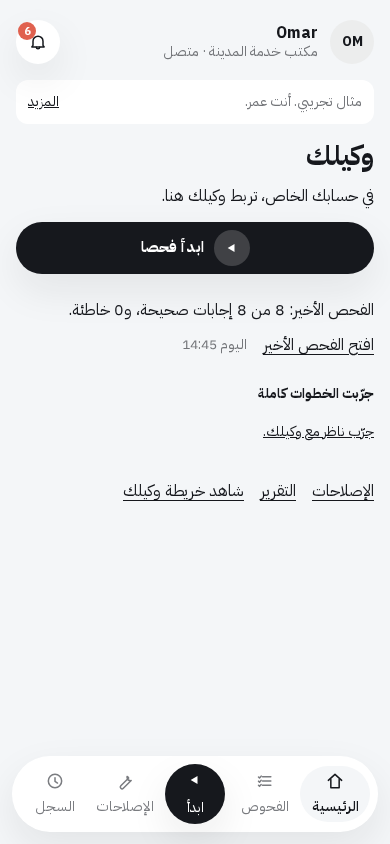 OM
Omar
مكتب خدمة المدينة · متصل
6
مثال تجريبي. أنت عمر.
المزيد
وكيلك
في حسابك الخاص، تربط وكيلك هنا.
ابدأ فحصا
الفحص الأخير: 8 من 8 إجابات صحيحة، و0 خاطئة.
افتح الفحص الأخير اليوم 14:45
جرّبت الخطوات كاملة
جرّب ناظر مع وكيلك.
الإصلاحات التقرير شاهد خريطة وكيلك
الرئيسية الفحوص ابدأ الإصلاحات السجل